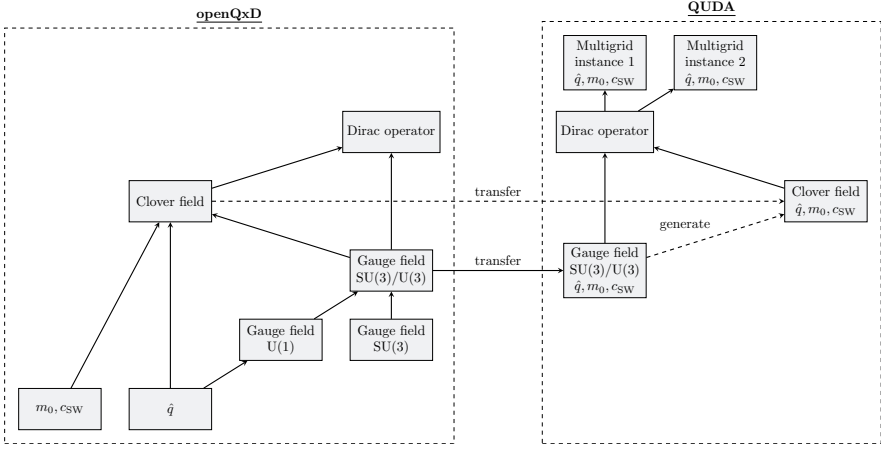 openQxD
QUDA
Multigrid
instance 1
q̂, m₀, c_SW
Multigrid
instance 2
q̂, m₀, c_SW
Dirac operator
Dirac operator
Clover field
transfer
Clover field
q̂, m₀, c_SW
generate
Gauge field
SU(3)/U(3)
transfer
Gauge field
SU(3)/U(3)
q̂, m₀, c_SW
Gauge field
U(1)
Gauge field
SU(3)
m₀, c_SW
q̂